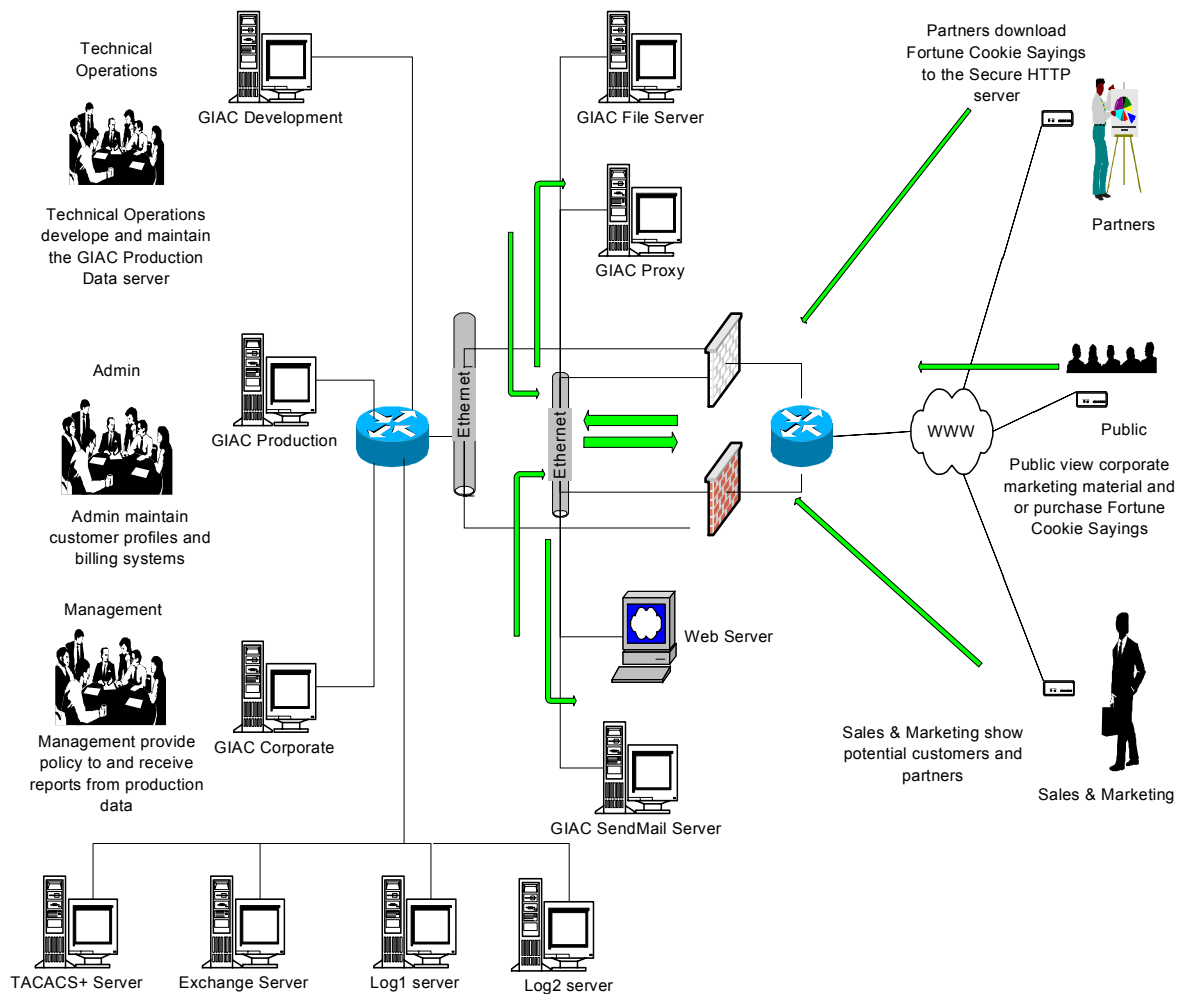 Technical
Operations
GIAC Development
GIAC File Server
Partners download
Fortune Cookie Sayings
to the Secure HTTP
server
Technical Operations
develope and maintain
the GIAC Production
Data server
GIAC Proxy
Partners
Admin
GIAC Production
Ethernet
Ethernet
WWW
Public
Admin maintain
customer profiles and
billing systems
Public view corporate
marketing material and
or purchase Fortune
Cookie Sayings
Management
GIAC Corporate
Web Server
Management provide
policy to and receive
reports from production
data
Sales & Marketing show
potential customers and
partners
Sales & Marketing
GIAC SendMail Server
TACACS+ Server
Exchange Server
Log1 server
Log2 server